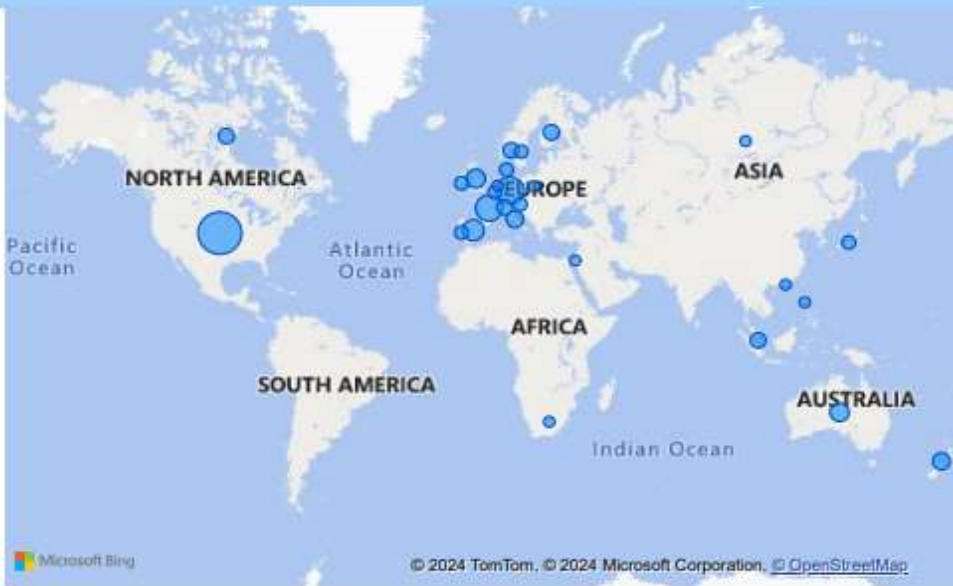 NORTH AMERICA
EUROPE
ASIA
Pacific
Ocean
Atlantic
Ocean
AFRICA
SOUTH AMERICA
AUSTRALIA
Indian Ocean
Microsoft Bing
© 2024 TomTom, © 2024 Microsoft Corporation, © OpenStreetMap